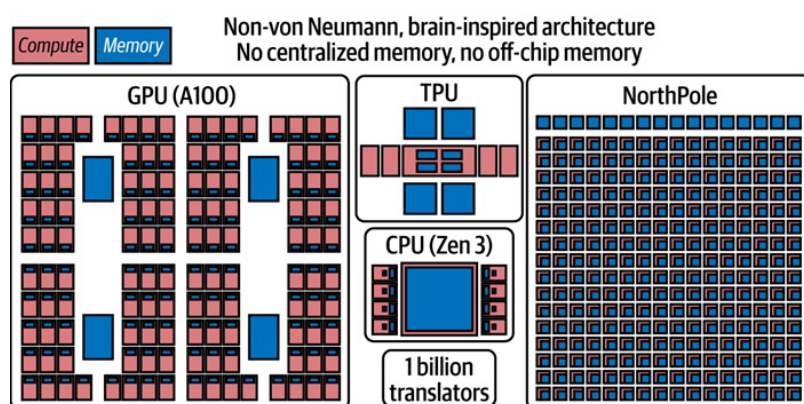 Non-von Neumann, brain-inspired architecture
No centralized memory, no off-chip memory
Compute
Memory
GPU (A100)
TPU
NorthPole
CPU (Zen 3)
1 billion
translators